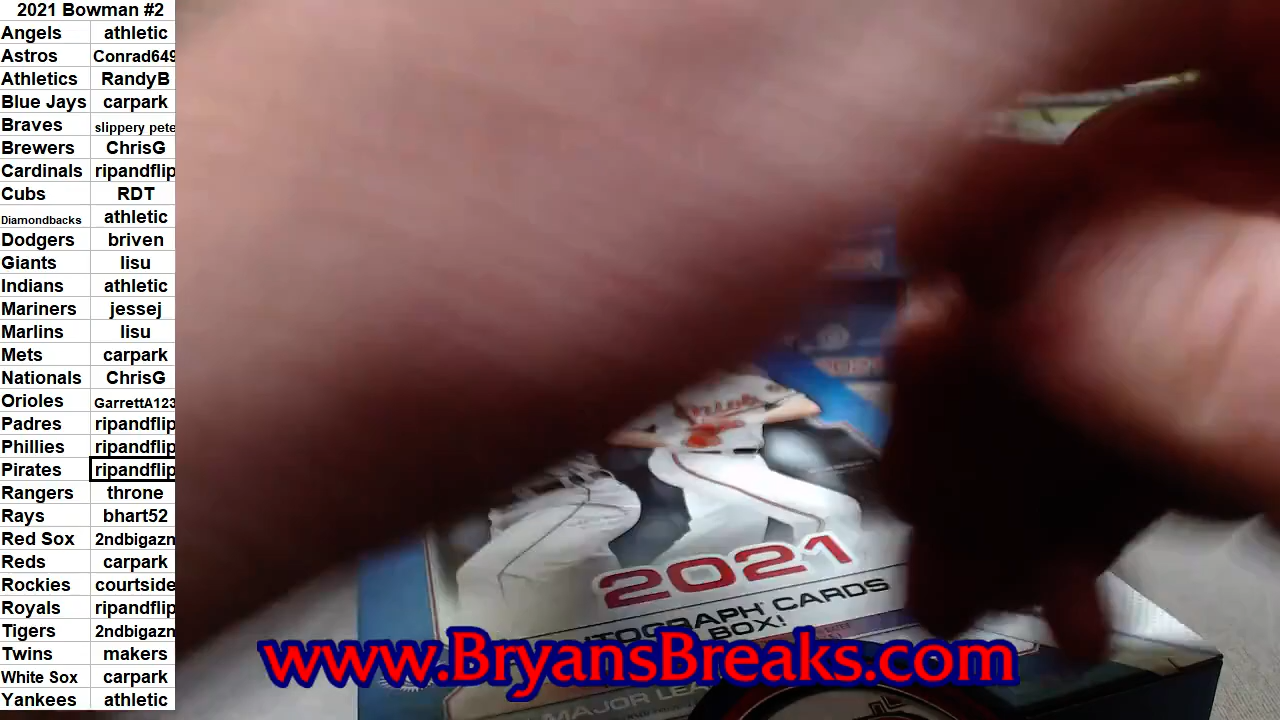 2021 Bowman #2
Angels athletic
Astros Conrad649
Athletics RandyB
Blue Jays carpark
Braves slippery pete
Brewers ChrisG
Cardinals ripandflip
Cubs RDT
Diamondbacks athletic
Dodgers briven
Giants lisu
Indians athletic
Mariners jessej
Marlins lisu
Mets carpark
Nationals ChrisG
Orioles GarrettA123
Padres ripandflip
Phillies ripandflip
Pirates ripandflip
Rangers throne
Rays bhart52
Red Sox 2ndbigazn
Reds carpark
Rockies courtside
Royals ripandflip
Tigers 2ndbigazn
Twins makers
White Sox carpark
Yankees athletic
2021
CARDS
BOX!
www.BryansBreaks.com
MAJOR